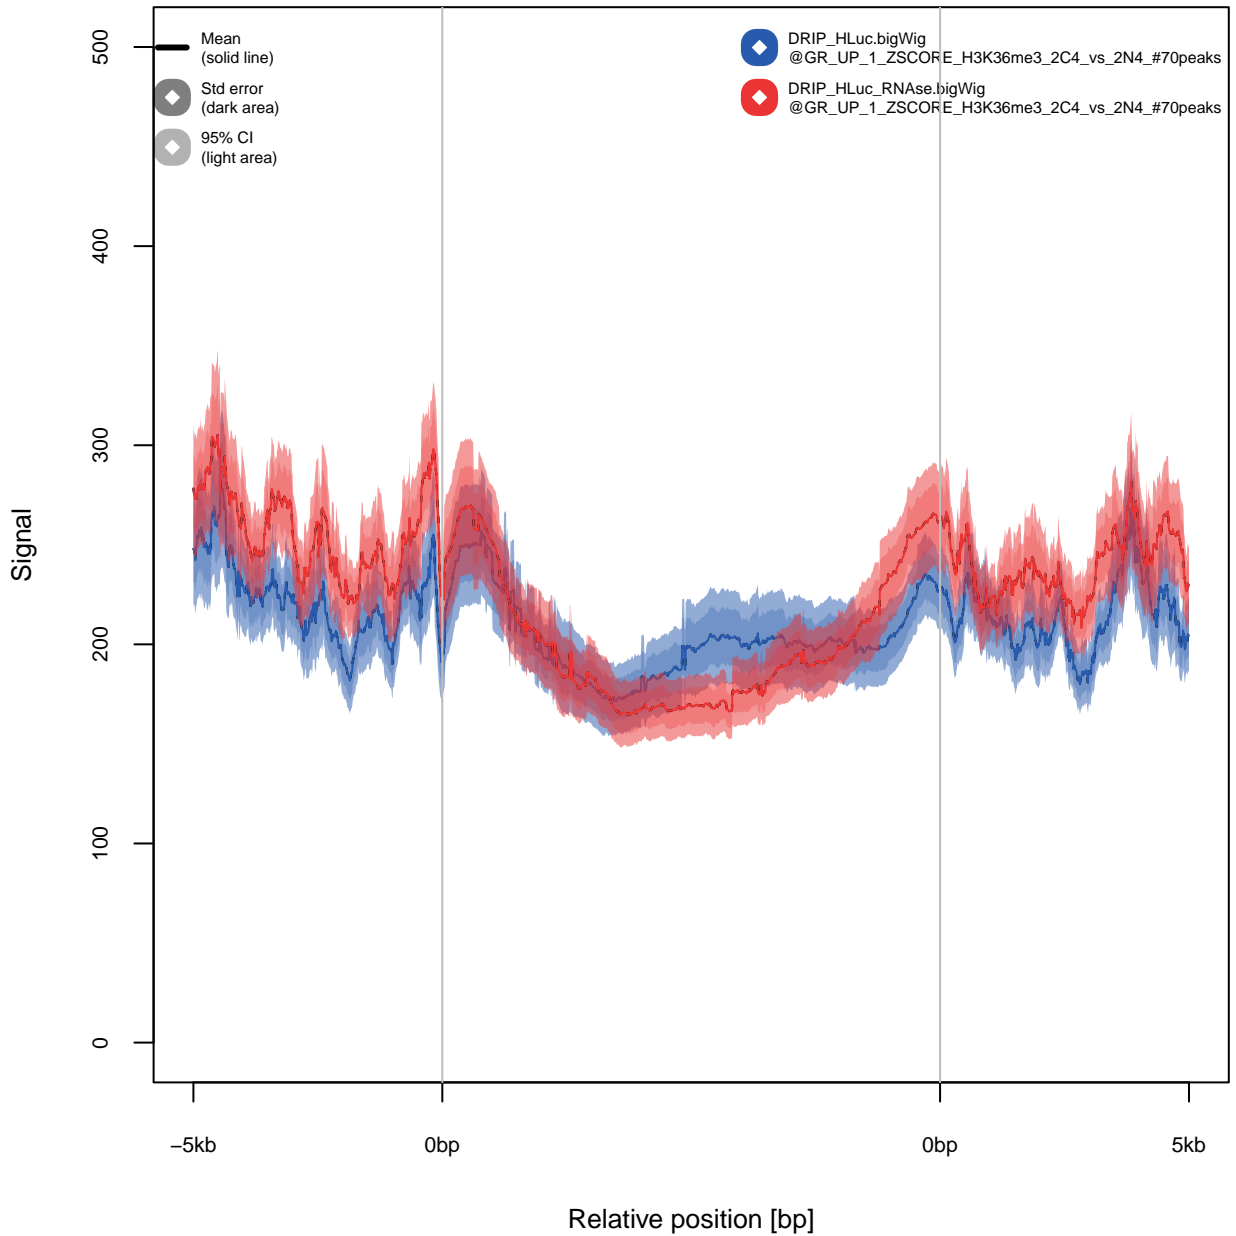 Mean
(solid line)
Std error
(dark area)
95% CI
(light area)
DRIP_HLuc.bigWig
@GR_UP_1_ZSCORE_H3K36me3_2C4_vs_2N4_#70peaks
DRIP_HLuc_RNAse.bigWig
@GR_UP_1_ZSCORE_H3K36me3_2C4_vs_2N4_#70peaks
500
400
300
200
100
0
Signal
−5kb
0bp
0bp
5kb
Relative position [bp]